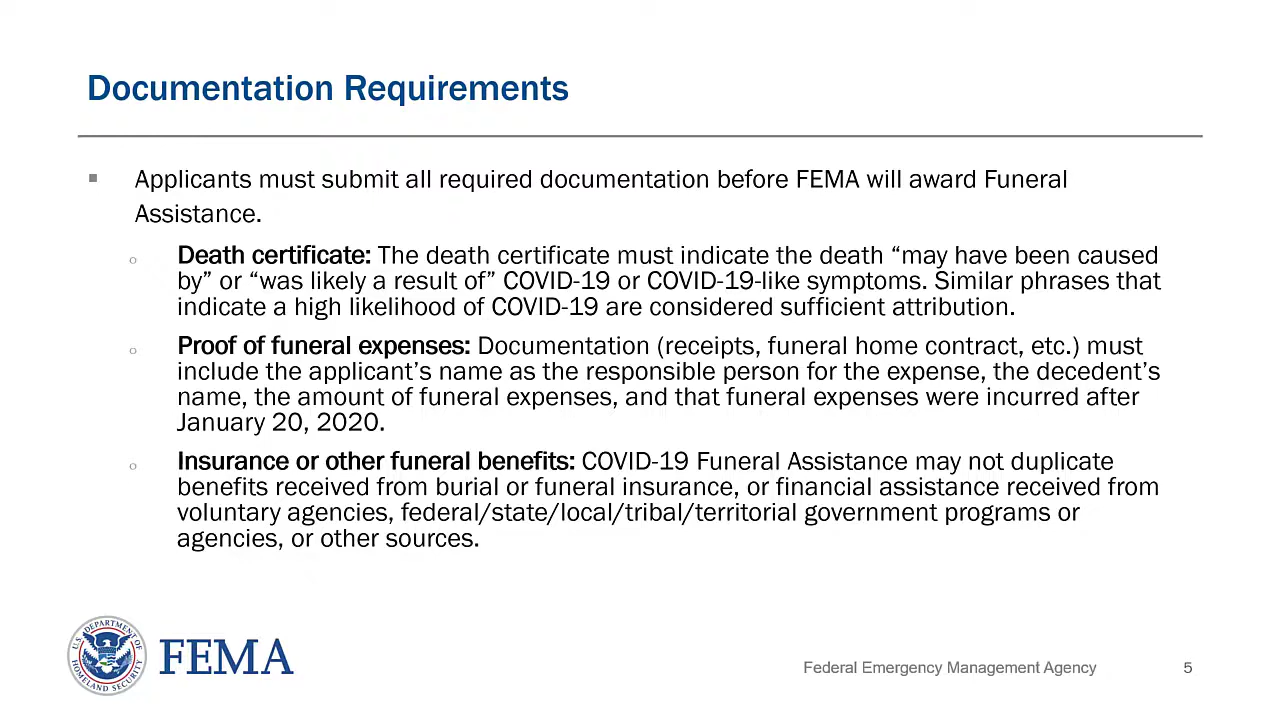 Documentation Requirements
▪ Applicants must submit all required documentation before FEMA will award Funeral
Assistance.
o Death certificate: The death certificate must indicate the death “may have been caused
by” or “was likely a result of” COVID-19 or COVID-19-like symptoms. Similar phrases that
indicate a high likelihood of COVID-19 are considered sufficient attribution.
o Proof of funeral expenses: Documentation (receipts, funeral home contract, etc.) must
include the applicant’s name as the responsible person for the expense, the decedent’s
name, the amount of funeral expenses, and that funeral expenses were incurred after
January 20, 2020.
o Insurance or other funeral benefits: COVID-19 Funeral Assistance may not duplicate
benefits received from burial or funeral insurance, or financial assistance received from
voluntary agencies, federal/state/local/tribal/territorial government programs or
agencies, or other sources.
U.S. DEPARTMENT OF
HOMELAND SECURITY
FEMA
Federal Emergency Management Agency
5